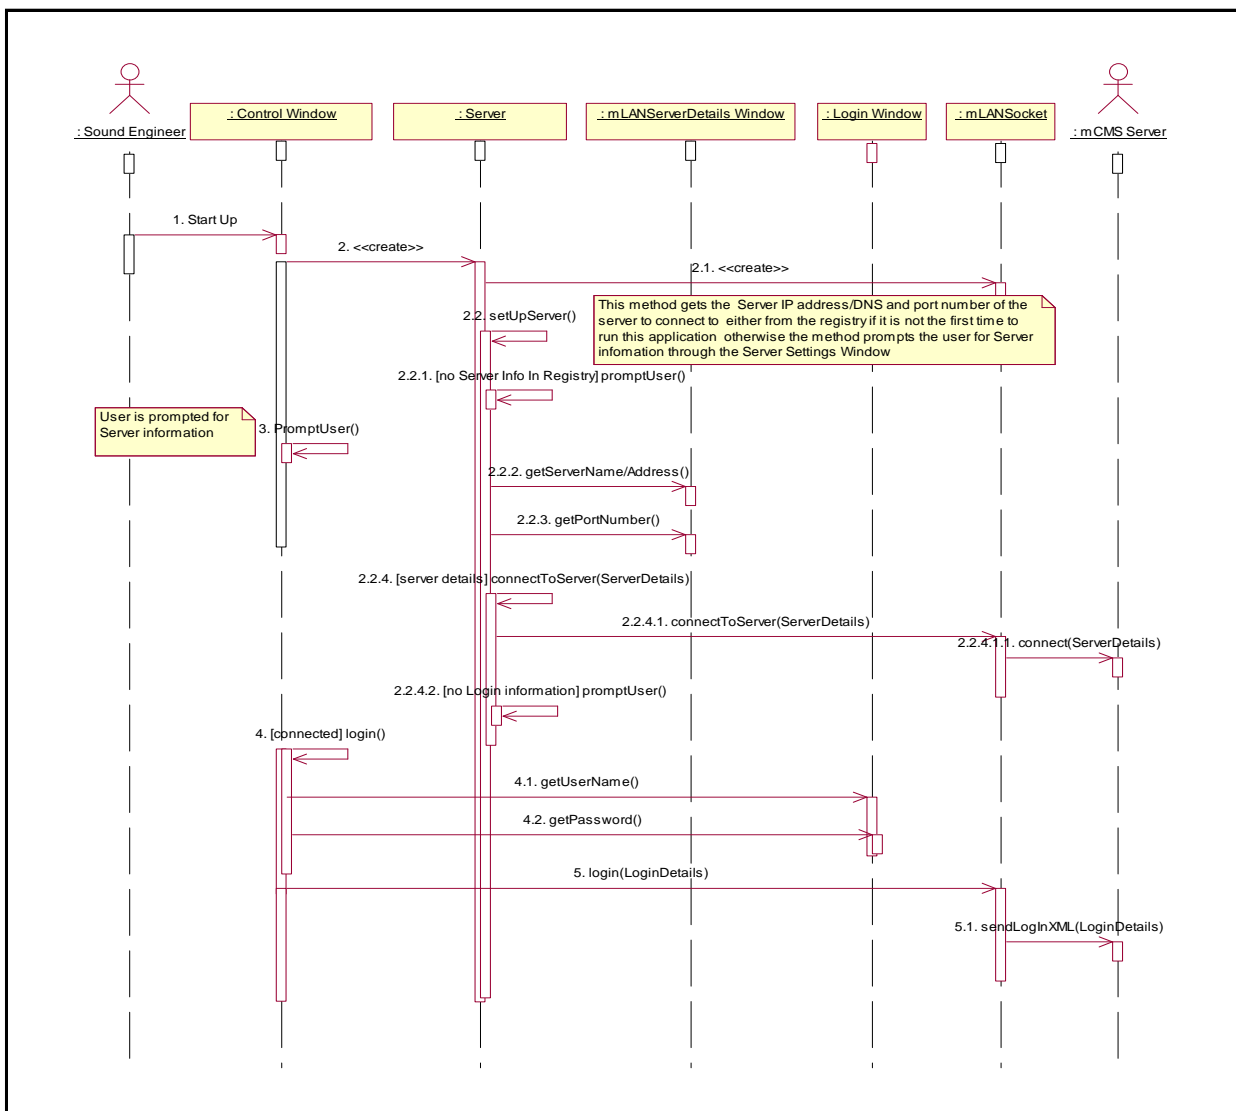 : Sound Engineer
: Control Window
: Server
: mLANServerDetails Window
: Login Window
: mLANSocket
: mCMS Server
1. Start Up
2. <<create>>
2.1. <<create>>
This method gets the Server IP address/DNS and port number of the
server to connect to either from the registry if it is not the first time to
run this application otherwise the method prompts the user for Server
infomation through the Server Settings Window
2.2. setUpServer()
2.2.1. [no Server Info In Registry] promptUser()
User is prompted for
Server information
3. PromptUser()
2.2.2. getServerName/Address()
2.2.3. getPortNumber()
2.2.4. [server details] connectToServer(ServerDetails)
2.2.4.1. connectToServer(ServerDetails)
2.2.4.1.1. connect(ServerDetails)
2.2.4.2. [no Login information] promptUser()
4. [connected] login()
4.1. getUserName()
4.2. getPassword()
5. login(LoginDetails)
5.1. sendLogInXML(LoginDetails)